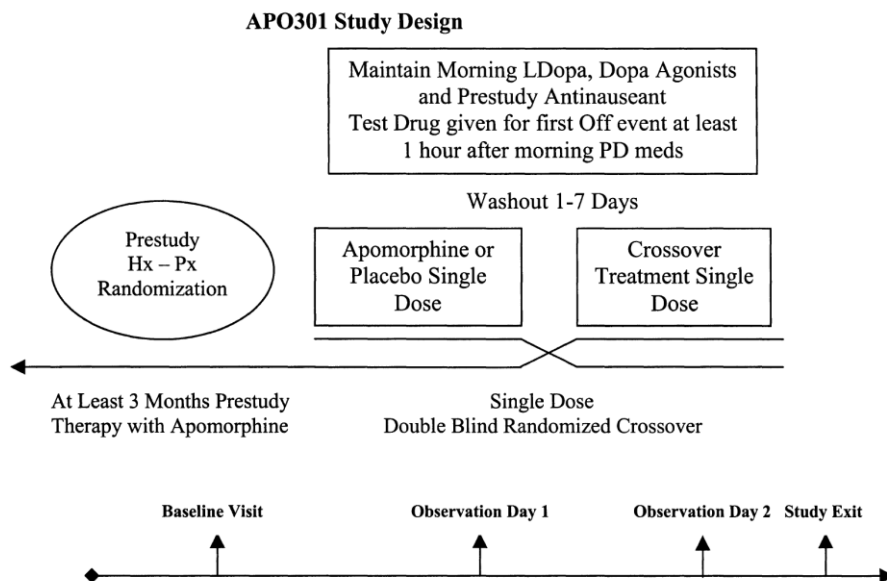 APO301 Study Design
Maintain Morning LDopa, Dopa Agonists
and Prestudy Antinauseant
Test Drug given for first Off event at least
1 hour after morning PD meds
Washout 1-7 Days
Prestudy
Hx – Px
Randomization
Apomorphine or
Placebo Single
Dose
Crossover
Treatment Single
Dose
At Least 3 Months Prestudy
Therapy with Apomorphine
Single Dose
Double Blind Randomized Crossover
Baseline Visit
Observation Day 1
Observation Day 2
Study Exit